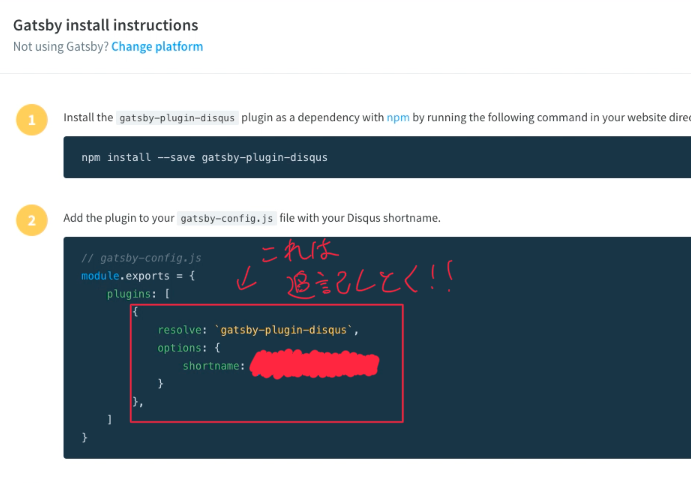 Gatsby install instructions
Not using Gatsby? Change platform
1
Install the gatsby-plugin-disqus plugin as a dependency with npm by running the following command in your website
npm install --save gatsby-plugin-disqus
2
Add the plugin to your gatsby-config.js file with your Disqus shortname.
// gatsby-config.js
これは
module.exports = {
追記しとく!!
plugins: [
{
resolve: `gatsby-plugin-disqus`,
options: {
shortname:
}
},
]
}